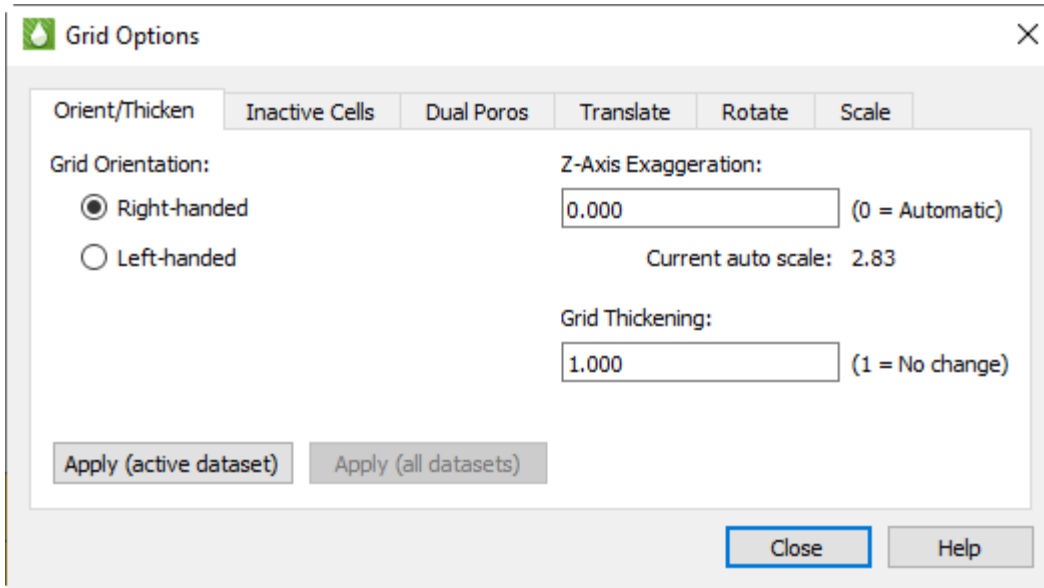 Grid Options
Orient/Thicken Inactive Cells Dual Poros Translate Rotate Scale
Grid Orientation:
Right-handed
Left-handed
Z-Axis Exaggeration:
0.000 (0 = Automatic)
Current auto scale: 2.83
Grid Thickening:
1.000 (1 = No change)
Apply (active dataset) Apply (all datasets)
Close Help